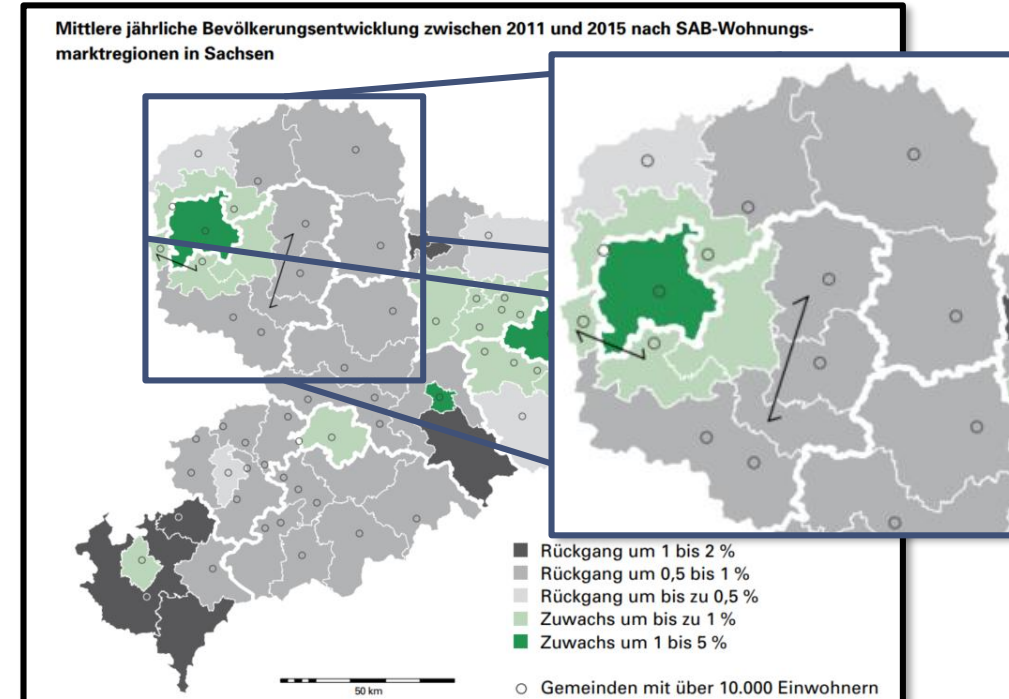 Mittlere jährliche Bevölkerungsentwicklung zwischen 2011 und 2015 nach SAB-Wohnungs-
marktregionen in Sachsen
Rückgang um 1 bis 2 %
Rückgang um 0,5 bis 1 %
Rückgang um bis zu 0,5 %
Zuwachs um bis zu 1 %
Zuwachs um 1 bis 5 %
50 km
Gemeinden mit über 10.000 Einwohnern